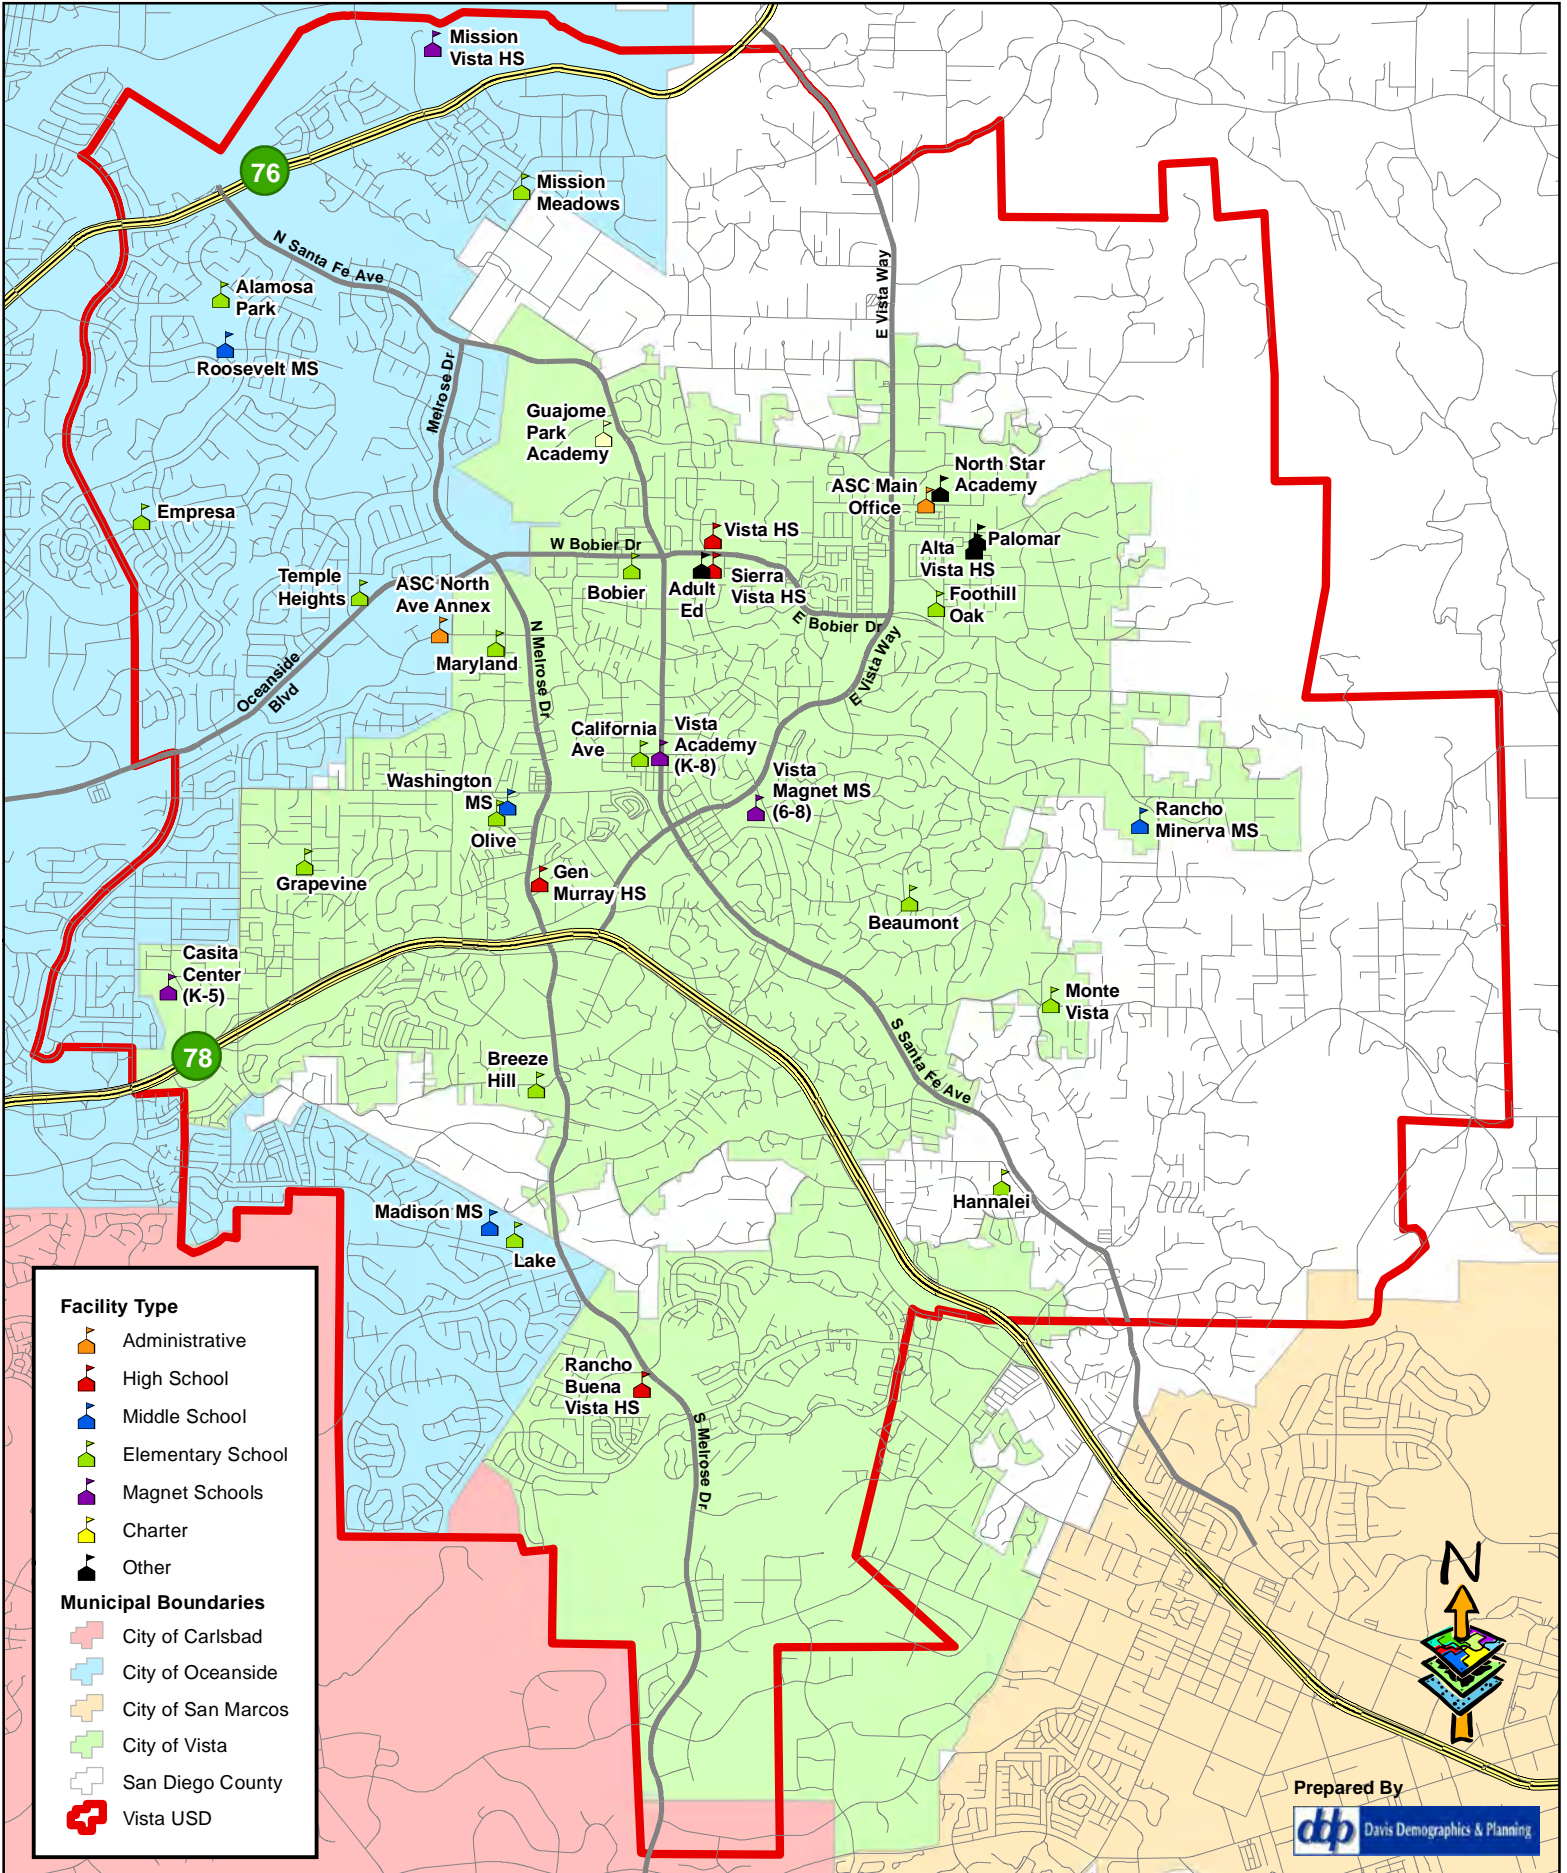 Mission
Vista HS
76
Mission
Meadows
N Santa Fe Ave
E Vista Way
Alamosa
Park
Roosevelt MS
Melrose Dr
Guajome
Park
Academy
North Star
Academy
ASC Main
Office
Empresa
Vista HS
W Bobier Dr
Palomar
Alta
Vista HS
Temple
Heights
ASC North
Ave Annex
Bobier
Adult
Ed
Sierra
Vista HS
Foothill
Oak
E Bobier Dr
Maryland
N Melrose Dr
E Vista Way
Oceanside
Blvd
California
Ave
Vista
Academy
(K-8)
Washington
MS
Olive
Vista
Magnet MS
(6-8)
Rancho
Minerva MS
Grapevine
Gen
Murray HS
Beaumont
Casita
Center
(K-5)
Monte
Vista
78
Breeze
Hill
S Santa Fe Ave
Hannalei
Madison MS
Lake
Rancho
Buena
Vista HS
S Melrose Dr
Facility Type
Administrative
High School
Middle School
Elementary School
Magnet Schools
Charter
Other
Municipal Boundaries
City of Carlsbad
City of Oceanside
City of San Marcos
City of Vista
San Diego County
Vista USD
N
Prepared By
ddp Davis Demographics & Planning